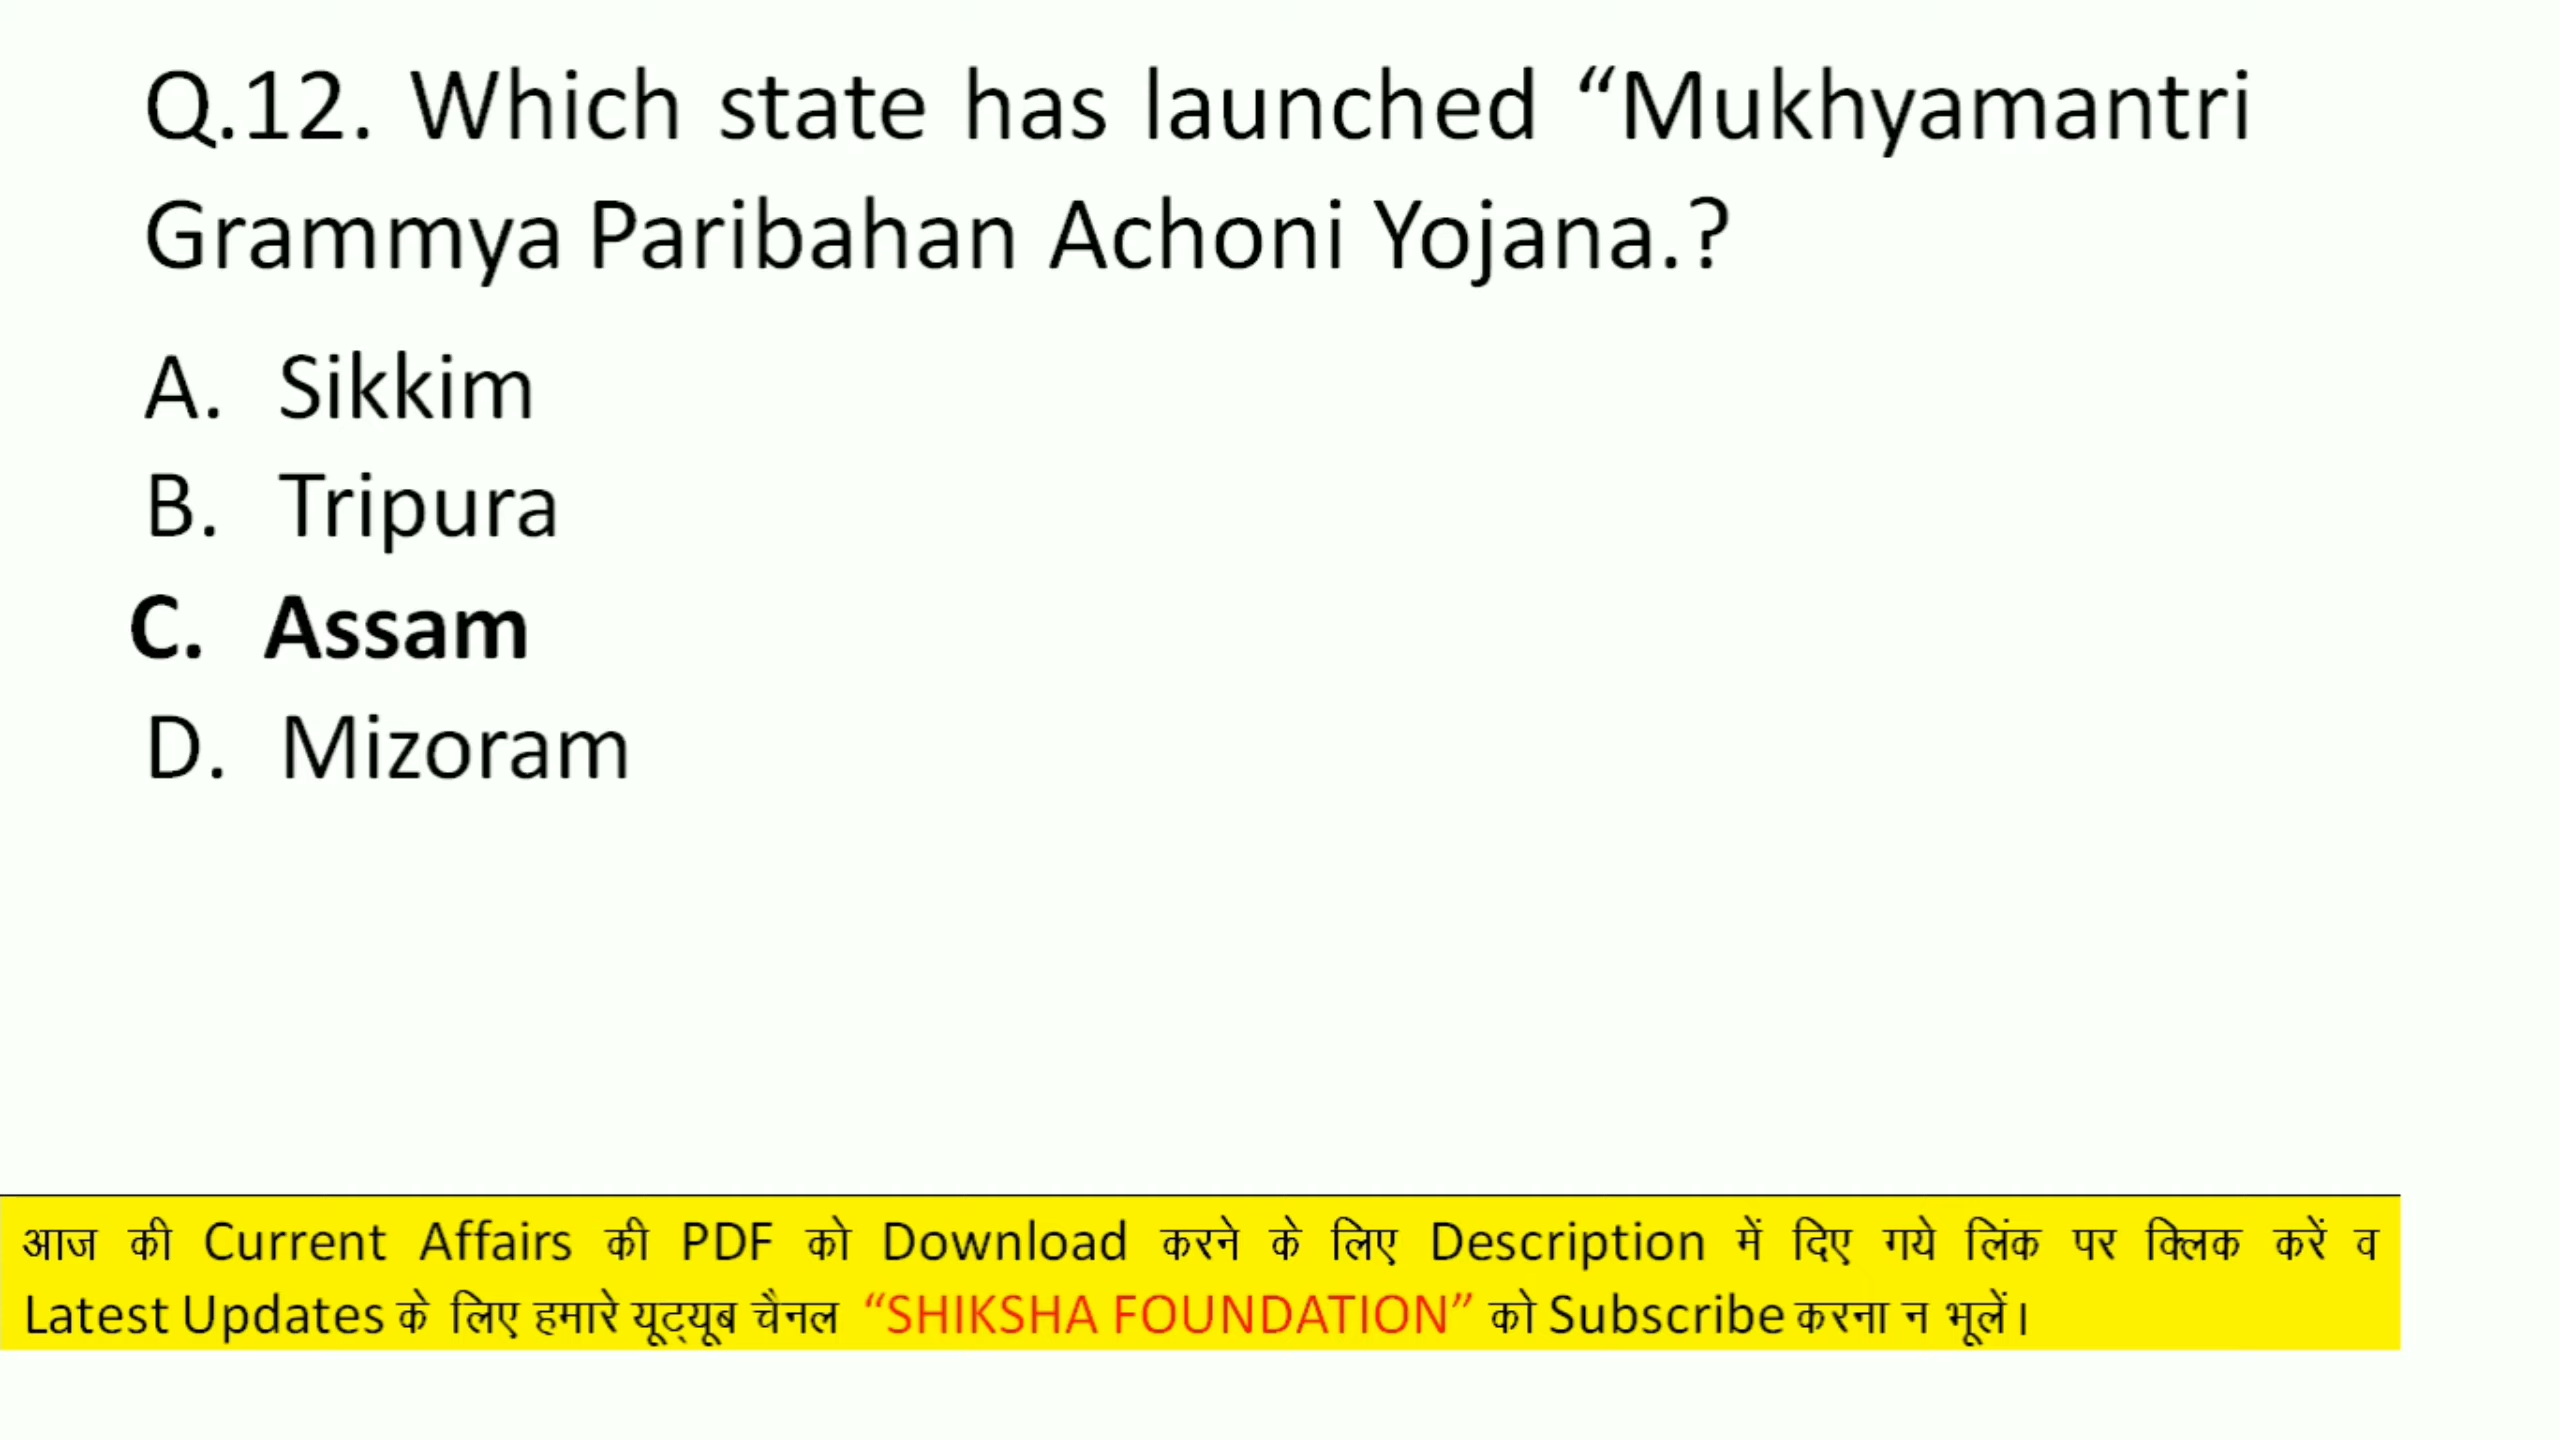 Q.12. Which state has launched “Mukhyamantri
Grammya Paribahan Achoni Yojana.?
A. Sikkim
B. Tripura
C. Assam
D. Mizoram
आज की Current Affairs की PDF को Download करने के लिए Description में दिए गये लिंक पर क्लिक करें व
Latest Updates के लिए हमारे यूट्यूब चैनल “SHIKSHA FOUNDATION” को Subscribe करना न भूलें।